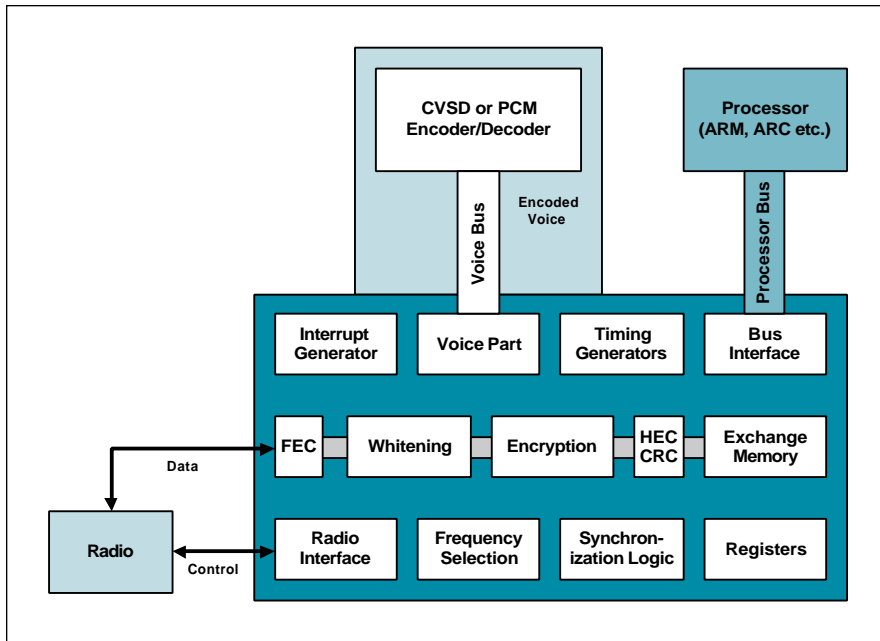 CVSD or PCM
Encoder/Decoder
Processor
(ARM, ARC etc.)
Voice Bus
Encoded
Voice
Processor Bus
Interrupt
Generator
Voice Part
Timing
Generators
Bus
Interface
FEC
Whitening
Encryption
HEC
CRC
Exchange
Memory
Data
Radio
Control
Radio
Interface
Frequency
Selection
Synchron-
ization Logic
Registers